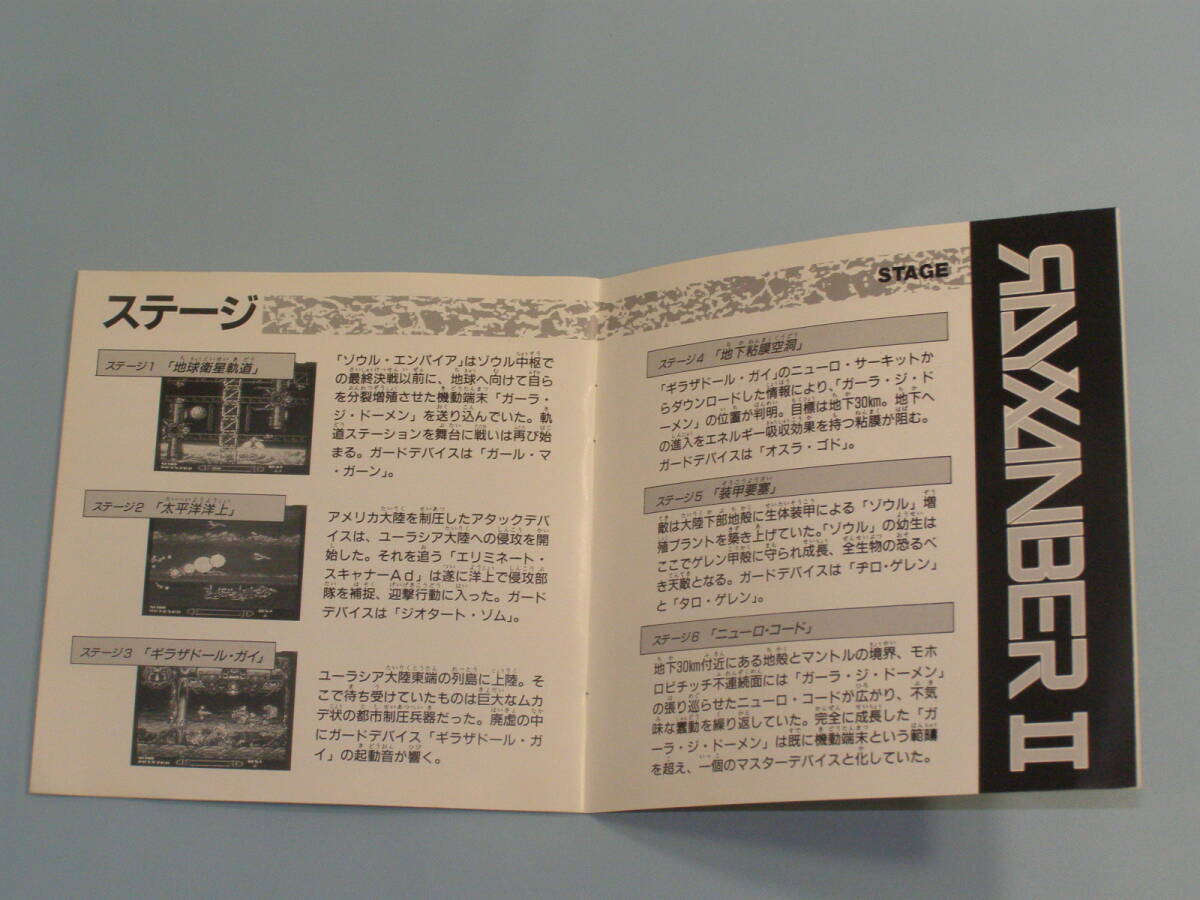 ステージ
ステージ1 「地球衛星軌道」
「ゾウル・エンパイア」はゾウル中枢で
の最終決戦以前に、地球へ向けて自ら
を分裂増殖させた機動端末「ガーラ・
ジ・ドーメン」を送り込んでいた。軌
道ステーションを舞台に戦いは再び始
まる。ガードデバイスは「ガール・マ
・ガーン」。
ステージ2 「太平洋洋上」
アメリカ大陸を制圧したアタックデバ
イスは、ユーラシア大陸への侵攻を開
始した。それを追う「エリミネート・
スキャナーAd」は遂に洋上で侵攻部
隊を捕捉、迎撃行動に入った。ガード
デバイスは「ジオタート・ソム」。
ステージ3 「ギラザドール・ガイ」
ユーラシア大陸東端の列島に上陸。そ
こで待ち受けていたものは巨大なムカ
デ状の都市制圧兵器だった。廃虚の中
にガードデバイス「ギラザドール・ガ
イ」の起動音が響く。
STAGE
ステージ4 「地下粘膜空洞」
「ギラザドール・ガイ」のニューロ・サーキットか
らダウンロードした情報により、「ガーラ・ジ・ド
ーメン」の位置が判明。目標は地下30km。地下へ
の進入をエネルギー吸収効果を持つ粘膜が阻む。
ガードデバイスは「オスラ・ゴド」。
ステージ5 「装甲要塞」
敵は大陸下部地殻に生体装甲による「ゾウル」増
殖プラントを築き上げていた。「ゾウル」の幼生は
ここでゲレン甲殻に守られ成長、全生物の恐るべ
き天敵となる。ガードデバイスは「ヂロ・ゲレン」
と「タロ・ゲレン」。
ステージ6 「ニューロ・コード」
地下30km付近にある地殻とマントルの境界、モホ
ロビチッチ不連続面には「ガーラ・ジ・ドーメン」
の張り巡らせたニューロ・コードが広がり、不気
味な蠢動を繰り返していた。完全に成長した「ガ
ーラ・ジ・ドーメン」は既に機動端末という範疇
を超え、一個のマスターデバイスと化していた。
RAYXANBER II